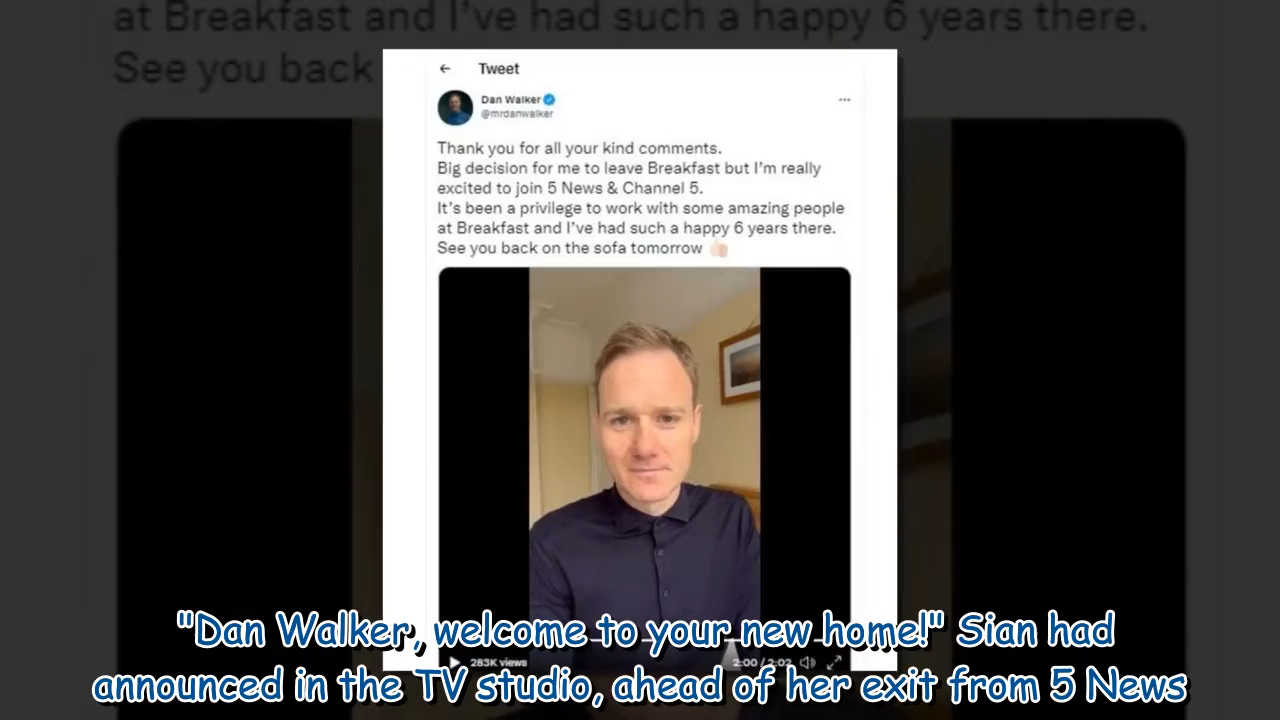 at Breakfast and I've had such a happy 6 years there.
See you back
Tweet
Dan Walker
@mrdanwalker
Thank you for all your kind comments.
Big decision for me to leave Breakfast but I'm really
excited to join 5 News & Channel 5.
It's been a privilege to work with some amazing people
at Breakfast and I've had such a happy 6 years there.
See you back on the sofa tomorrow 👍🏻
283K views
2:00 / 2:02
"Dan Walker, welcome to your new home!" Sian had
announced in the TV studio, ahead of her exit from 5 News